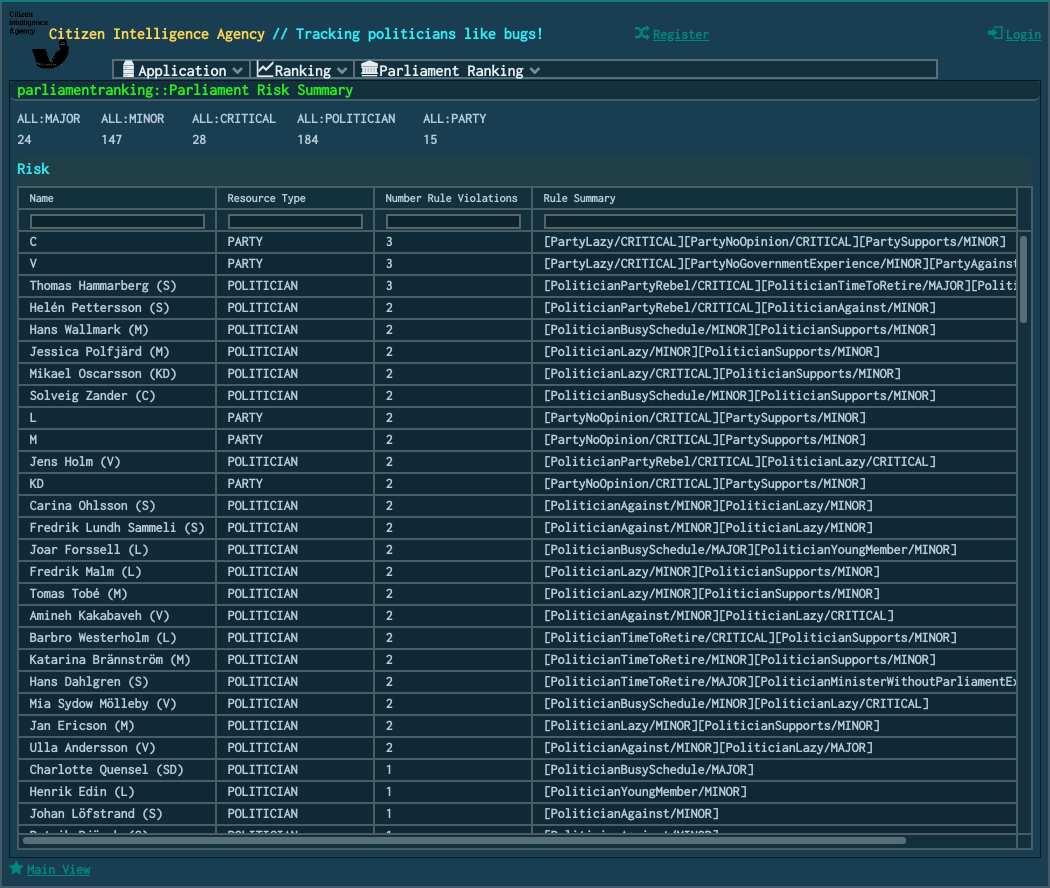 Citizen
Intelligence
Agency
Citizen Intelligence Agency // Tracking politicians like bugs!
Register
Login
Application Ranking Parliament Ranking
parliamentranking::Parliament Risk Summary
ALL:MAJOR ALL:MINOR ALL:CRITICAL ALL:POLITICIAN ALL:PARTY
24 147 28 184 15
Risk
Name Resource Type Number Rule Violations Rule Summary
C PARTY 3 [PartyLazy/CRITICAL][PartyNoOpinion/CRITICAL][PartySupports/MINOR]
V PARTY 3 [PartyLazy/CRITICAL][PartyNoGovernmentExperience/MINOR][PartyAgainst
Thomas Hammarberg (S) POLITICIAN 3 [PoliticianPartyRebel/CRITICAL][PoliticianTimeToRetire/MAJOR][Politi
Helén Pettersson (S) POLITICIAN 2 [PoliticianPartyRebel/CRITICAL][PoliticianAgainst/MINOR]
Hans Wallmark (M) POLITICIAN 2 [PoliticianBusySchedule/MINOR][PoliticianSupports/MINOR]
Jessica Polfjärd (M) POLITICIAN 2 [PoliticianLazy/MINOR][PoliticianSupports/MINOR]
Mikael Oscarsson (KD) POLITICIAN 2 [PoliticianLazy/CRITICAL][PoliticianSupports/MINOR]
Solveig Zander (C) POLITICIAN 2 [PoliticianBusySchedule/MINOR][PoliticianSupports/MINOR]
L PARTY 2 [PartyNoOpinion/CRITICAL][PartySupports/MINOR]
M PARTY 2 [PartyNoOpinion/CRITICAL][PartySupports/MINOR]
Jens Holm (V) POLITICIAN 2 [PoliticianPartyRebel/CRITICAL][PoliticianLazy/CRITICAL]
KD PARTY 2 [PartyNoOpinion/CRITICAL][PartySupports/MINOR]
Carina Ohlsson (S) POLITICIAN 2 [PoliticianAgainst/MINOR][PoliticianLazy/MINOR]
Fredrik Lundh Sammeli (S) POLITICIAN 2 [PoliticianAgainst/MINOR][PoliticianLazy/MINOR]
Joar Forssell (L) POLITICIAN 2 [PoliticianBusySchedule/MAJOR][PoliticianYoungMember/MINOR]
Fredrik Malm (L) POLITICIAN 2 [PoliticianLazy/MINOR][PoliticianSupports/MINOR]
Tomas Tobé (M) POLITICIAN 2 [PoliticianLazy/MINOR][PoliticianSupports/MINOR]
Amineh Kakabaveh (V) POLITICIAN 2 [PoliticianAgainst/MINOR][PoliticianLazy/CRITICAL]
Barbro Westerholm (L) POLITICIAN 2 [PoliticianTimeToRetire/CRITICAL][PoliticianSupports/MINOR]
Katarina Brännström (M) POLITICIAN 2 [PoliticianTimeToRetire/MINOR][PoliticianSupports/MINOR]
Hans Dahlgren (S) POLITICIAN 2 [PoliticianTimeToRetire/MAJOR][PoliticianMinisterWithoutParliamentEx
Mia Sydow Mölleby (V) POLITICIAN 2 [PoliticianBusySchedule/MINOR][PoliticianLazy/CRITICAL]
Jan Ericson (M) POLITICIAN 2 [PoliticianLazy/MINOR][PoliticianSupports/MINOR]
Ulla Andersson (V) POLITICIAN 2 [PoliticianAgainst/MINOR][PoliticianLazy/MAJOR]
Charlotte Quensel (SD) POLITICIAN 1 [PoliticianBusySchedule/MAJOR]
Henrik Edin (L) POLITICIAN 1 [PoliticianYoungMember/MINOR]
Johan Löfstrand (S) POLITICIAN 1 [PoliticianAgainst/MINOR]
Main View